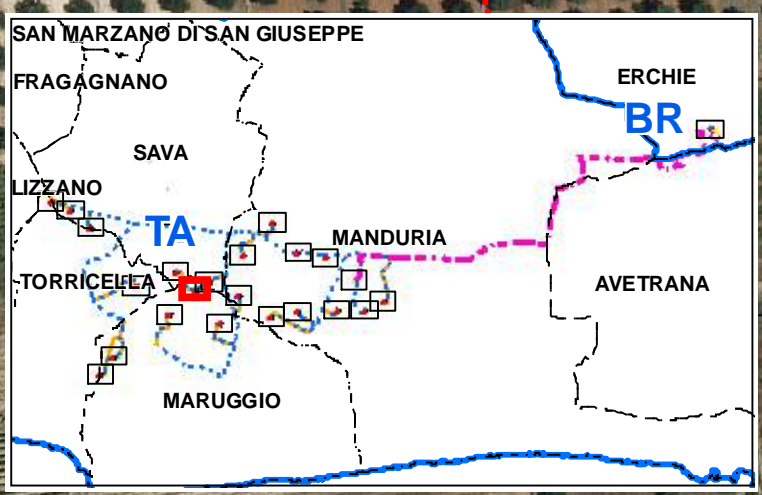 SAN MARZANO DI SAN GIUSEPPE
FRAGAGNANO
ERCHIE
BR
SAVA
LIZZANO
TA
MANDURIA
TORRICELLA
AVETRANA
MARUGGIO